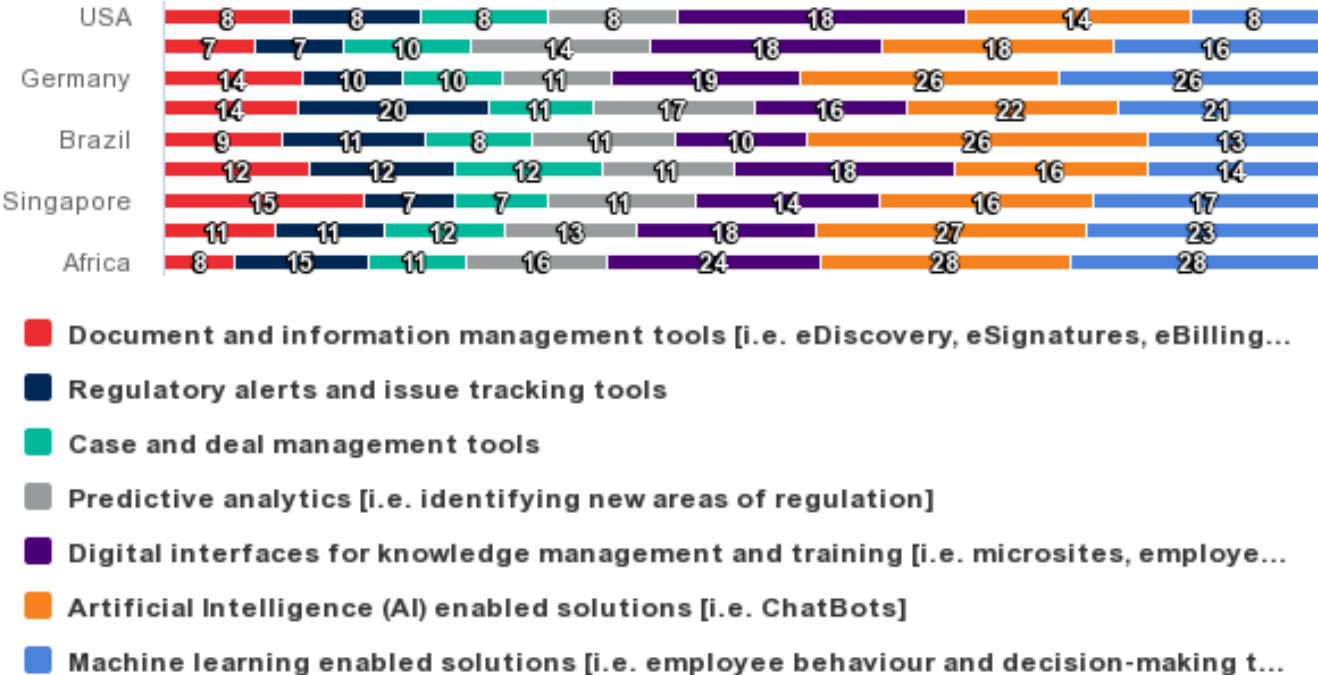 USA 8 8 8 8 18 14 8
7 7 10 14 18 18 16
Germany 14 10 10 11 19 26 26
14 20 11 17 16 22 21
Brazil 9 11 8 11 10 26 13
12 12 12 11 18 16 14
Singapore 15 7 7 11 14 16 17
11 11 12 13 18 27 23
Africa 8 15 11 16 24 28 28
Document and information management tools [i.e. eDiscovery, eSignatures, eBilling...
Regulatory alerts and issue tracking tools
Case and deal management tools
Predictive analytics [i.e. identifying new areas of regulation]
Digital interfaces for knowledge management and training [i.e. microsites, employe...
Artificial Intelligence (AI) enabled solutions [i.e. ChatBots]
Machine learning enabled solutions [i.e. employee behaviour and decision-making t...